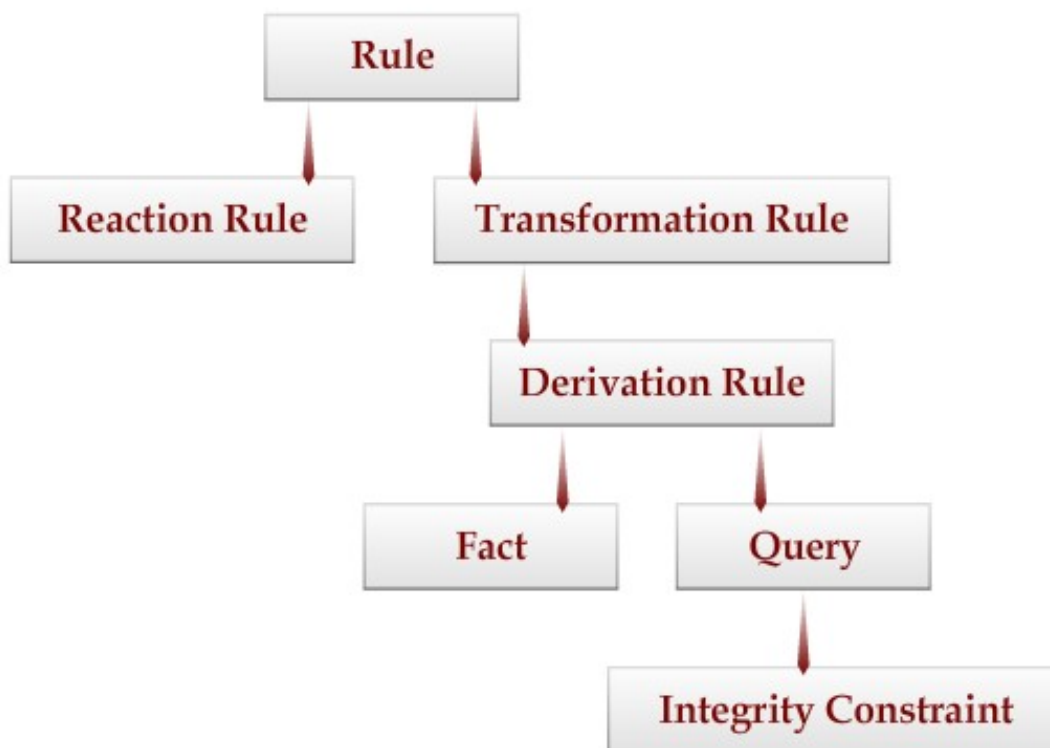 Rule
Reaction Rule
Transformation Rule
Derivation Rule
Fact
Query
Integrity Constraint